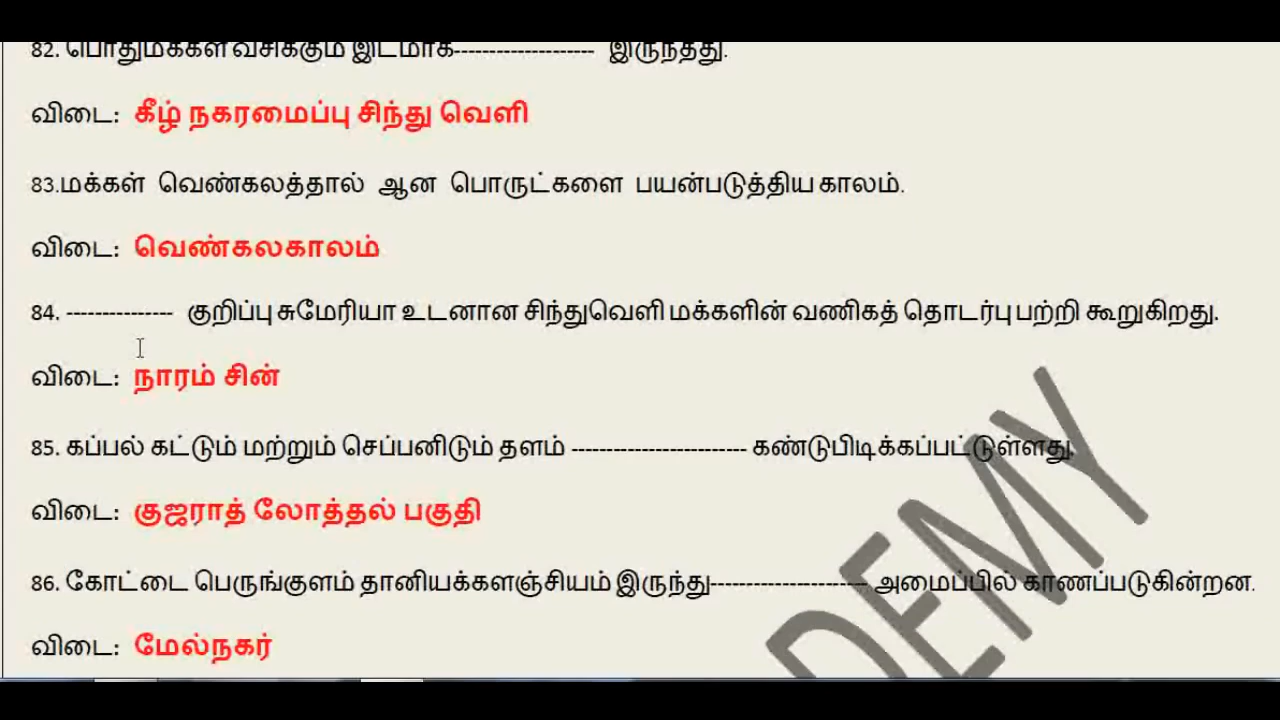 82. பொதுமக்கள் வசிக்கும் இடமாக-------------------- இருந்தது.
விடை: கீழ் நகரமைப்பு சிந்து வெளி
83.மக்கள் வெண்கலத்தால் ஆன பொருட்களை பயன்படுத்திய காலம்.
விடை: வெண்கலகாலம்
84. --------------- குறிப்பு சுமேரியா உடனான சிந்துவெளி மக்களின் வணிகத் தொடர்பு பற்றி கூறுகிறது.
விடை: நாரம் சின்
85. கப்பல் கட்டும் மற்றும் செப்பனிடும் தளம் ------------------------- கண்டுபிடிக்கப்பட்டுள்ளது.
விடை: குஜராத் லோத்தல் பகுதி
86. கோட்டை பெருங்குளம் தானியக்களஞ்சியம் இருந்து---------------------- அமைப்பில் காணப்படுகின்றன.
விடை: மேல்நகர்
DEMY